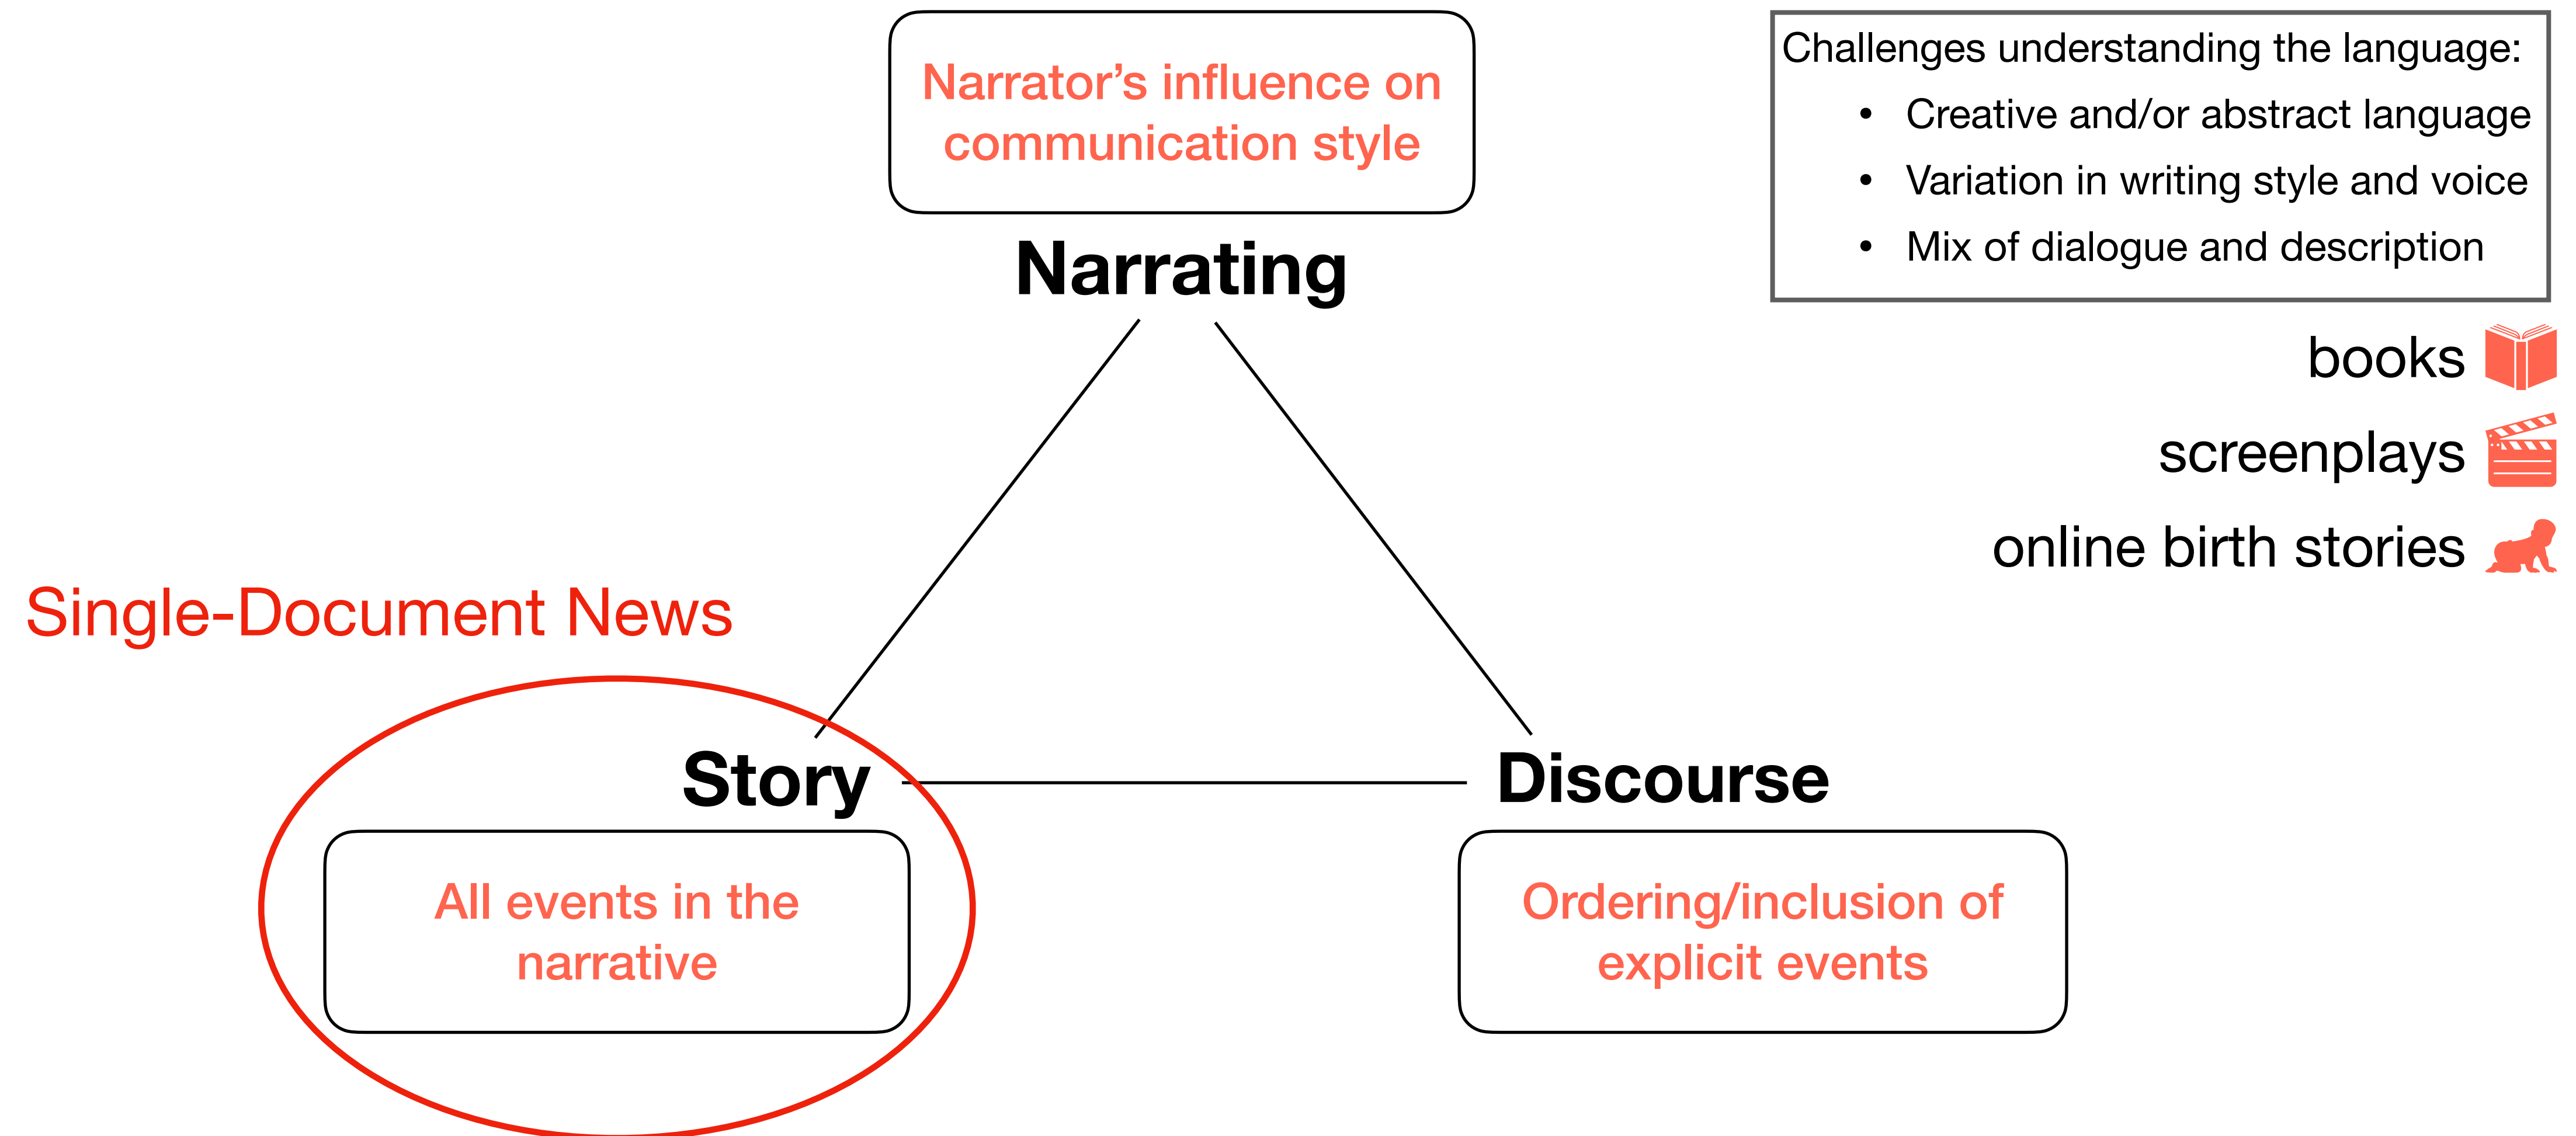 Narrator’s influence on
communication style
Narrating
Challenges understanding the language:
• Creative and/or abstract language
• Variation in writing style and voice
• Mix of dialogue and description
books
screenplays
online birth stories
Single-Document News
Story
All events in the
narrative
Discourse
Ordering/inclusion of
explicit events